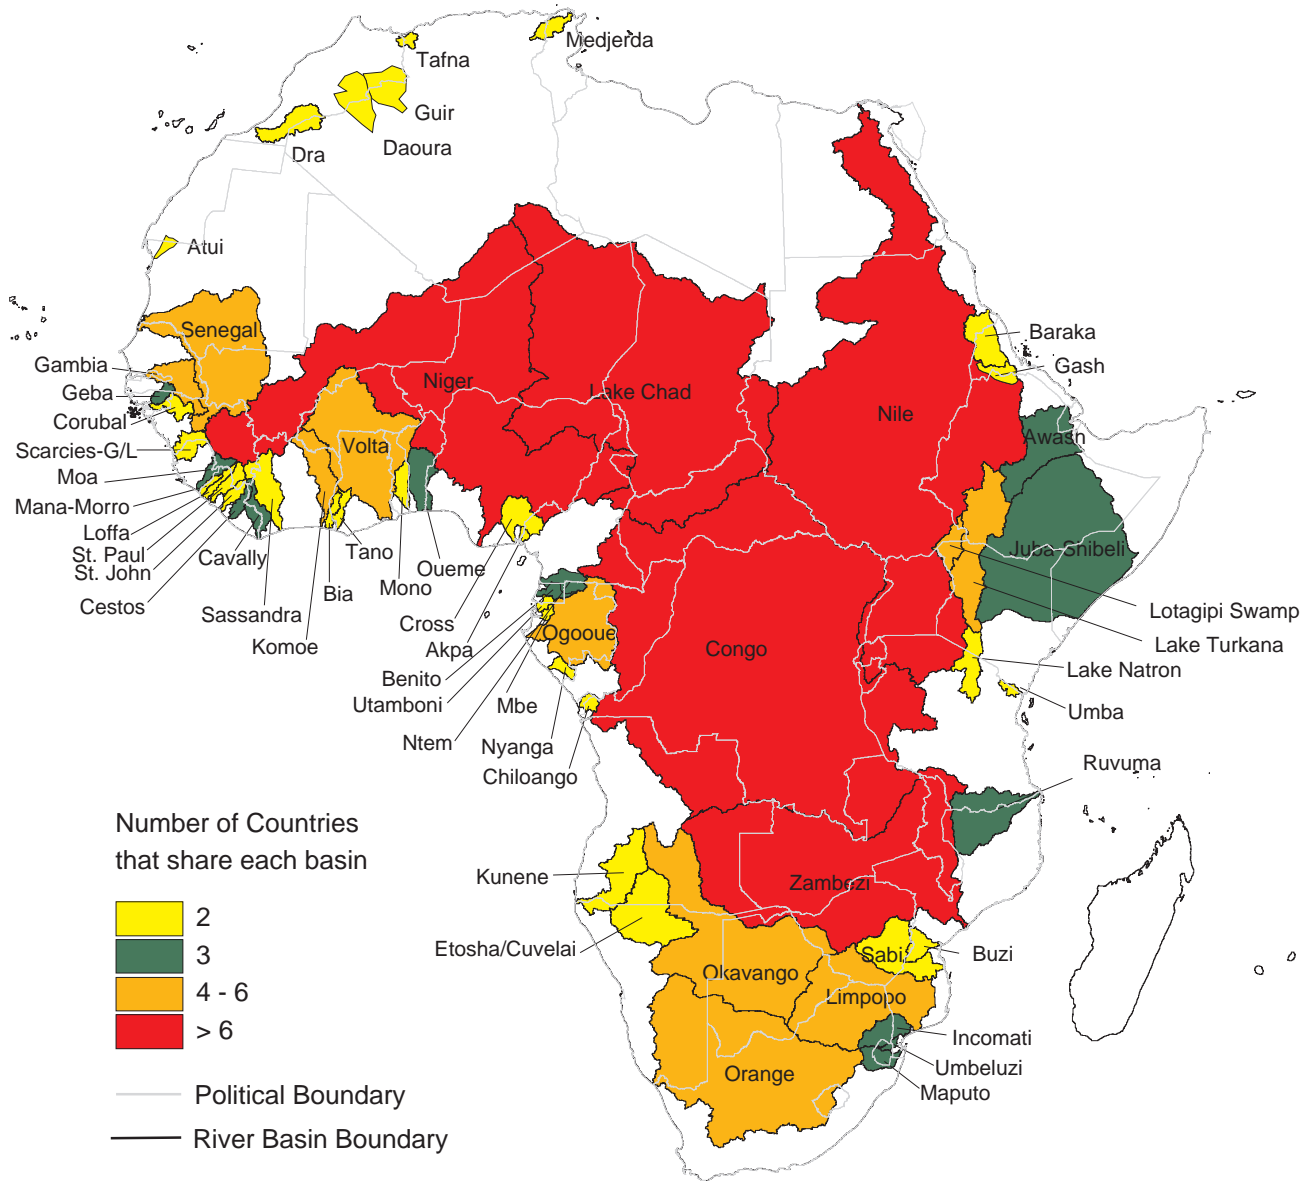 Medjerda
Tafna
Guir
Daoura
Dra
Atui
Senegal
Baraka
Gambia
Gash
Geba
Niger
Lake Chad
Nile
Corubal
Awash
Volta
Scarcies-G/L
Moa
Mana-Morro
Loffa
St. Paul
St. John
Cavally
Tano
Oueme
Juba-Shibeli
Cestos
Mono
Bia
Sassandra
Komoe
Cross
Akpa
Ogooue
Congo
Lotagipi Swamp
Lake Turkana
Lake Natron
Benito
Utamboni
Mbe
Umba
Ntem
Nyanga
Chiloango
Ruvuma
Number of Countries
that share each basin
2
3
4 - 6
> 6
Political Boundary
River Basin Boundary
Kunene
Zambezi
Etosha/Cuvelai
Sabi
Buzi
Okavango
Limpopo
Incomati
Umbeluzi
Orange
Maputo